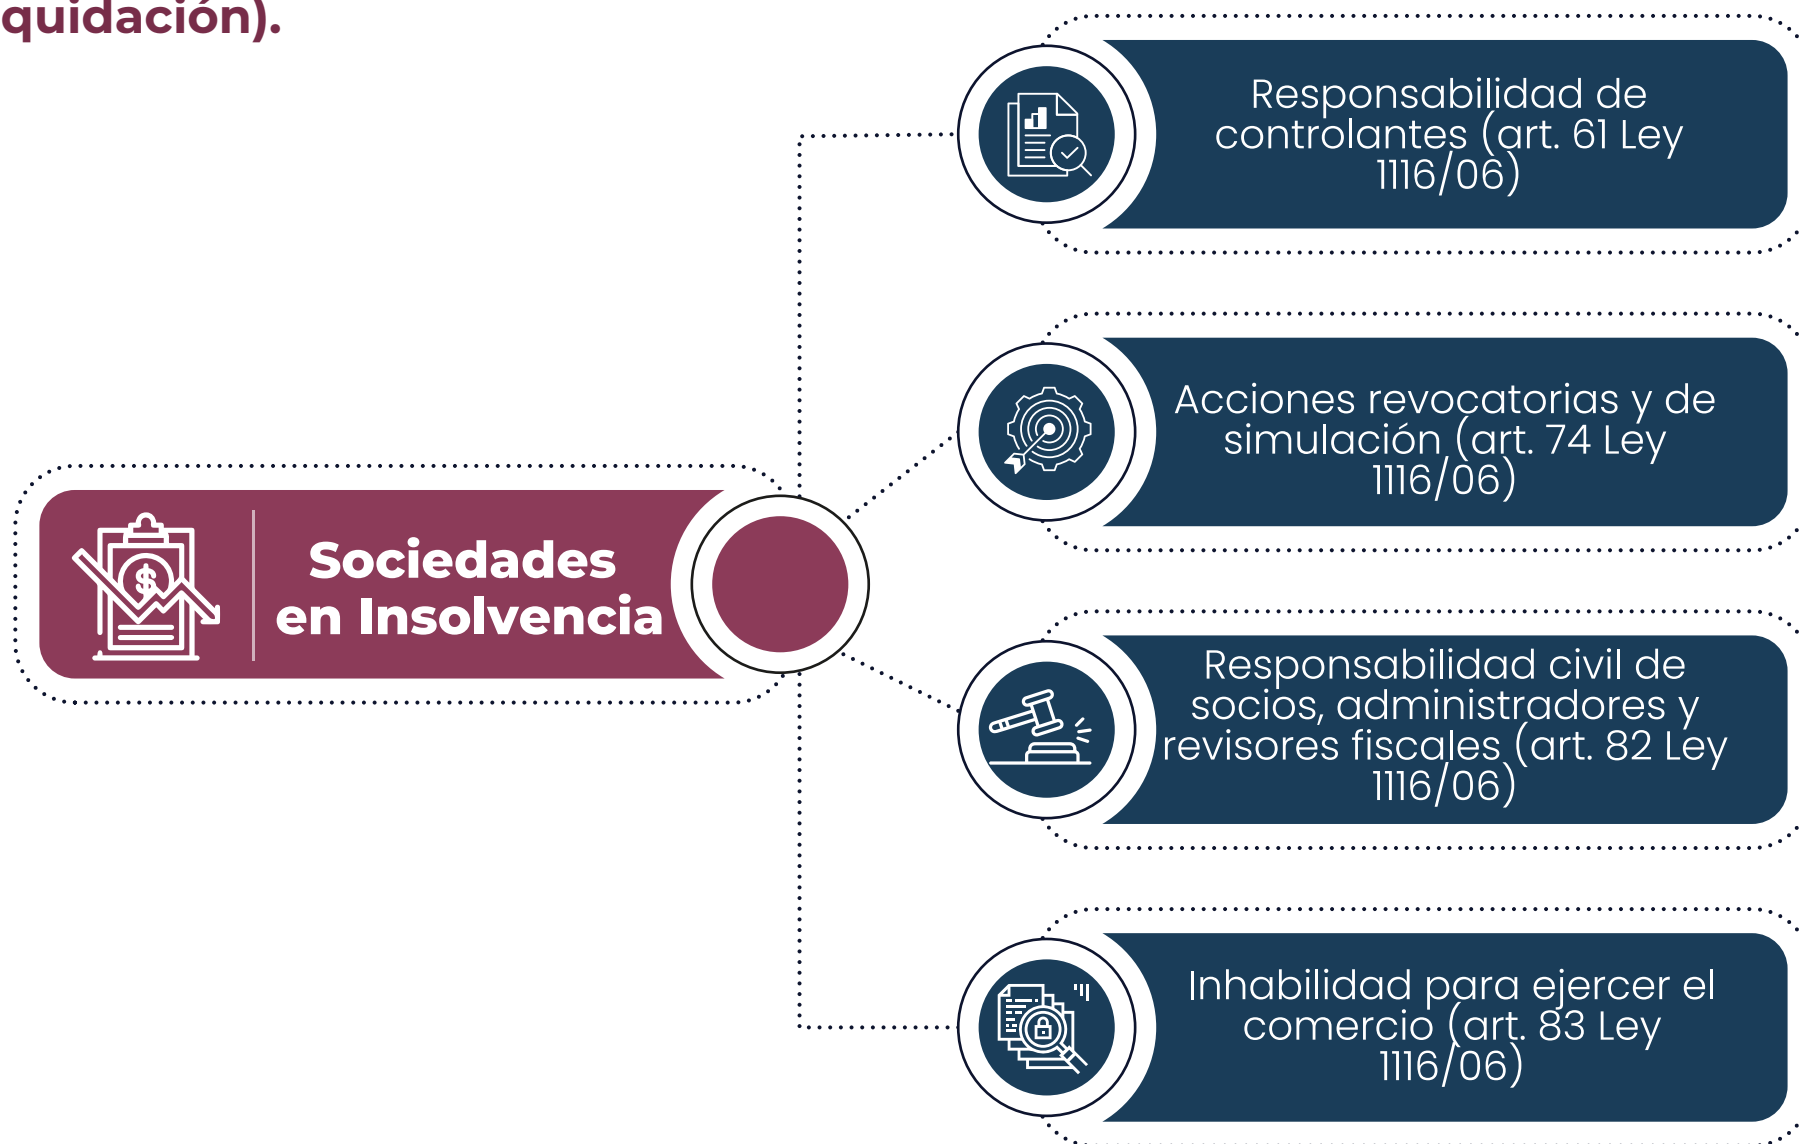 quidación).
Responsabilidad de
controlantes (art. 61 Ley
1116/06)
Acciones revocatorias y de
simulación (art. 74 Ley
1116/06)
Sociedades
en Insolvencia
Responsabilidad civil de
socios, administradores y
revisores fiscales (art. 82 Ley
1116/06)
Inhabilidad para ejercer el
comercio (art. 83 Ley
1116/06)